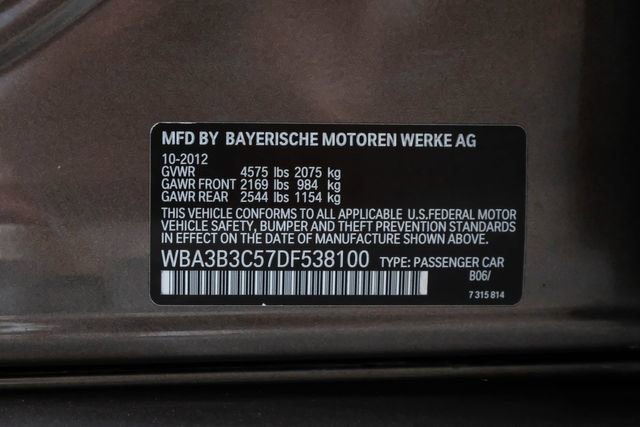 MFD BY BAYERISCHE MOTOREN WERKE AG
10-2012
GVWR 4575 lbs 2075 kg
GAWR FRONT 2169 lbs 984 kg
GAWR REAR 2544 lbs 1154 kg
THIS VEHICLE CONFORMS TO ALL APPLICABLE U.S.FEDERAL MOTOR
VEHICLE SAFETY, BUMPER AND THEFT PREVENTION STANDARDS
IN EFFECT ON THE DATE OF MANUFACTURE SHOWN ABOVE.
WBA3B3C57DF538100 TYPE: PASSENGER CAR
B06/
7 315 814